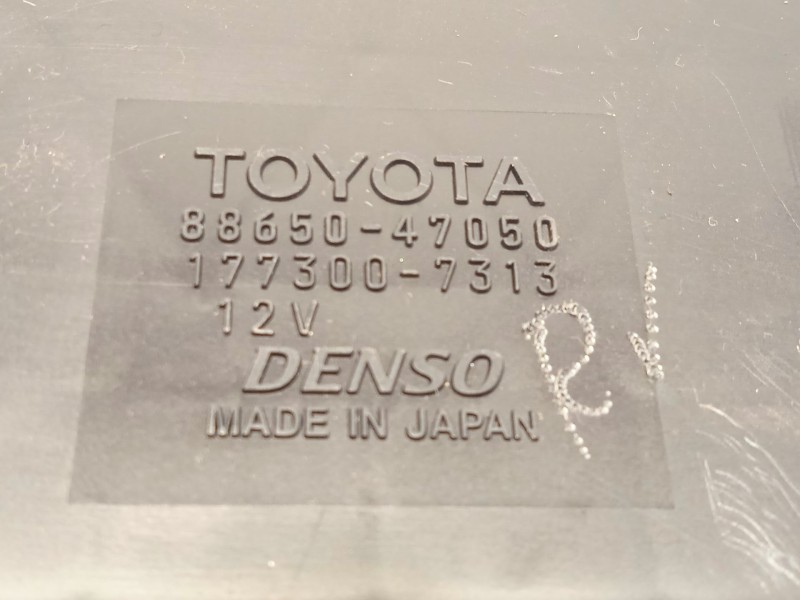 TOYOTA
88650-47050
177300-7313
12V
DENSO
MADE IN JAPAN